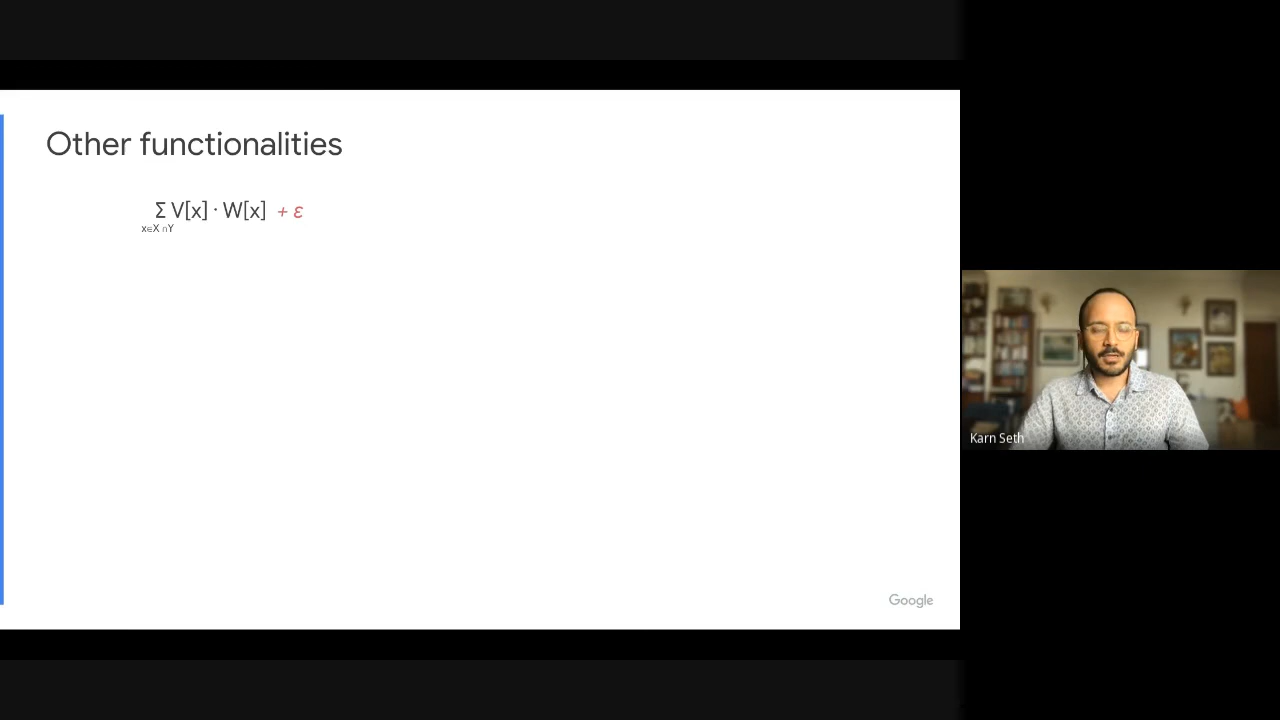 Other functionalities
Σ V[x] · W[x] + ε
x∈X ∩Y
Google
Karn Seth